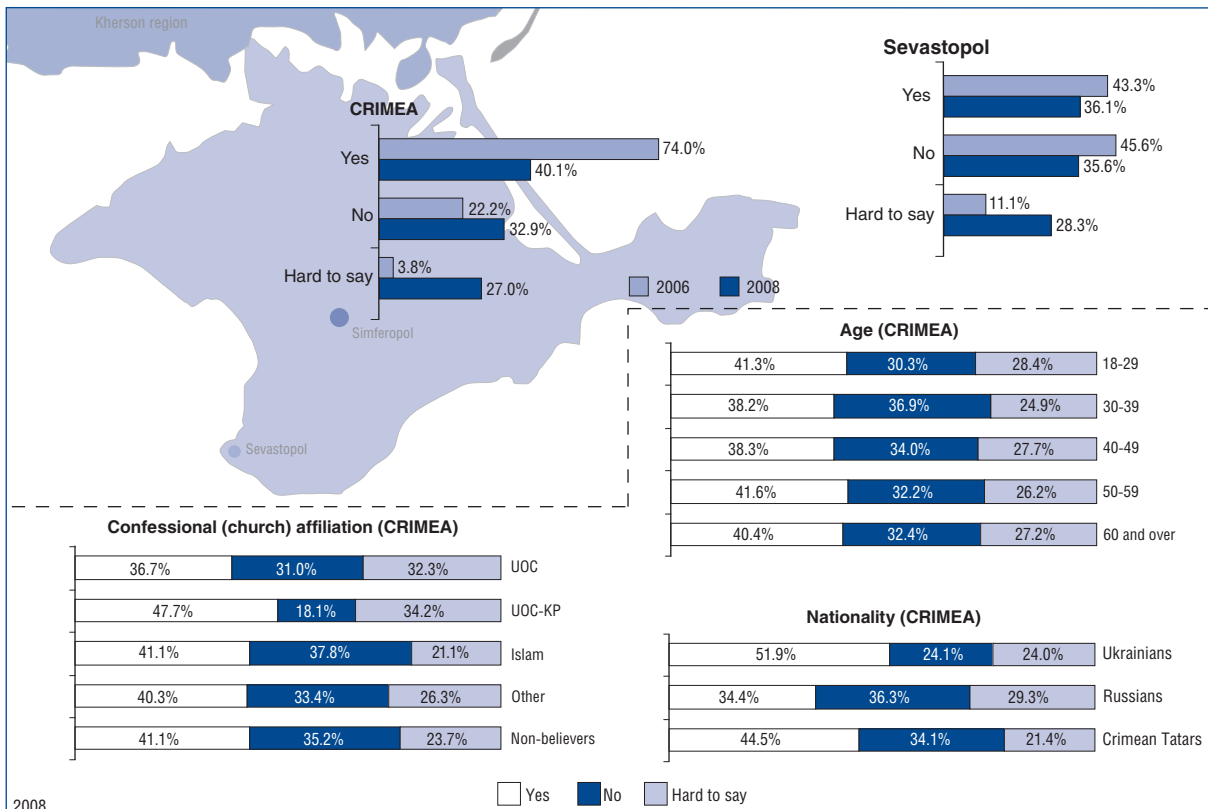 Kherson region
CRIMEA
Yes
74.0%
40.1%
No
22.2%
32.9%
Hard to say
3.8%
27.0%
2006
2008
Simferopol
Sevastopol
Sevastopol
Yes
43.3%
36.1%
No
45.6%
35.6%
Hard to say
11.1%
28.3%
Age (CRIMEA)
41.3% 30.3% 28.4% 18-29
38.2% 36.9% 24.9% 30-39
38.3% 34.0% 27.7% 40-49
41.6% 32.2% 26.2% 50-59
40.4% 32.4% 27.2% 60 and over
Confessional (church) affiliation (CRIMEA)
36.7% 31.0% 32.3% UOC
47.7% 18.1% 34.2% UOC-KP
41.1% 37.8% 21.1% Islam
40.3% 33.4% 26.3% Other
41.1% 35.2% 23.7% Non-believers
Nationality (CRIMEA)
51.9% 24.1% 24.0% Ukrainians
34.4% 36.3% 29.3% Russians
44.5% 34.1% 21.4% Crimean Tatars
Yes No Hard to say
2008